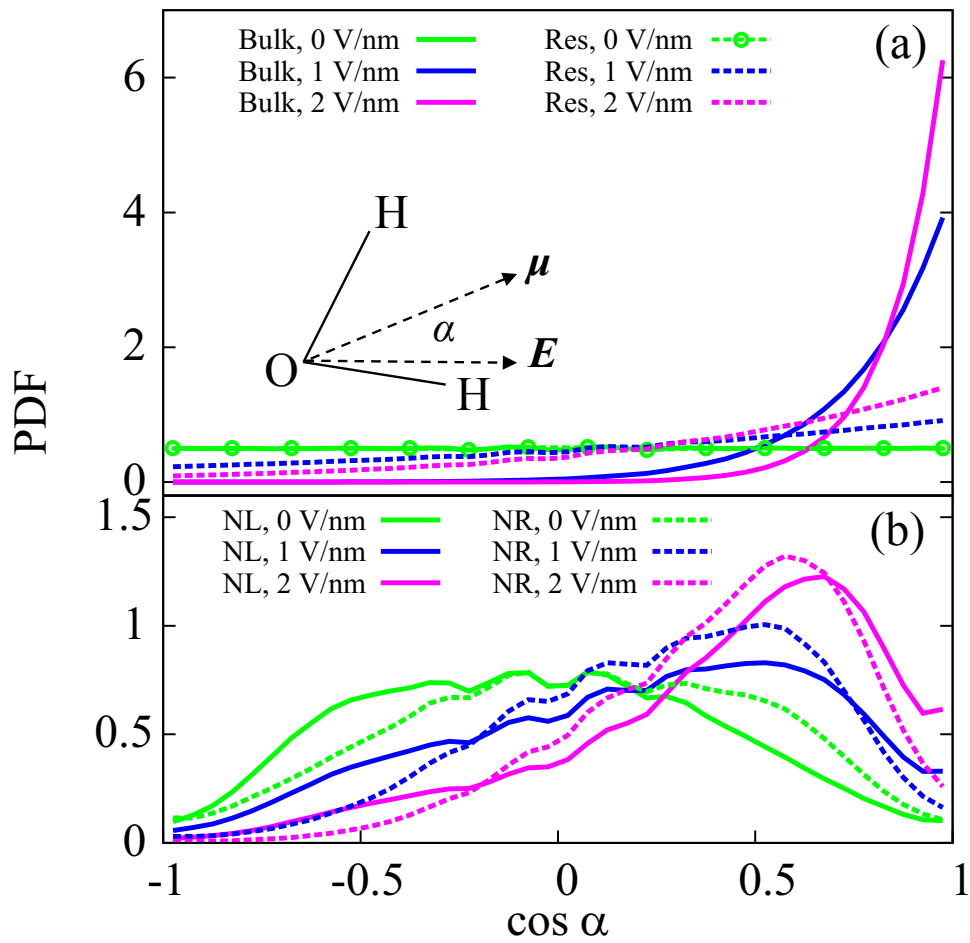 (a)
Bulk, 0 V/nm
Res, 0 V/nm
Bulk, 1 V/nm
Res, 1 V/nm
Bulk, 2 V/nm
Res, 2 V/nm
6
4
2
0
H
μ
α
O
E
H
PDF
(b)
NL, 0 V/nm
NR, 0 V/nm
NL, 1 V/nm
NR, 1 V/nm
NL, 2 V/nm
NR, 2 V/nm
1.5
1
0.5
0
-1
-0.5
0
0.5
1
cos α